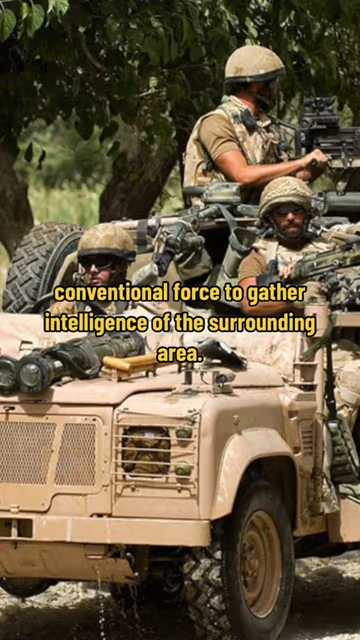 conventional force to gather
intelligence of the surrounding
area.